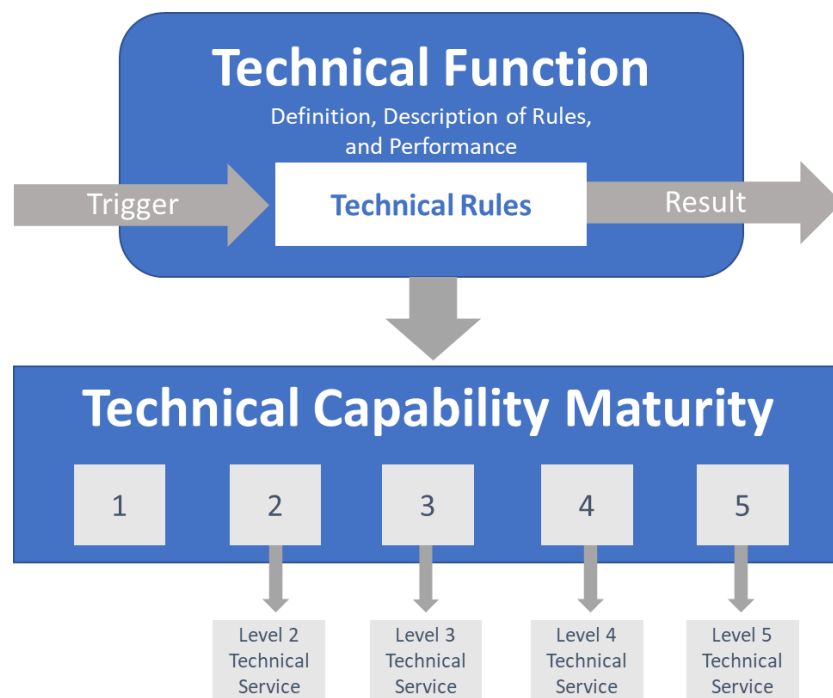 Technical Function
Definition, Description of Rules,
and Performance
Trigger
Technical Rules
Result
Technical Capability Maturity
1
2
3
4
5
Level 2
Technical
Service
Level 3
Technical
Service
Level 4
Technical
Service
Level 5
Technical
Service